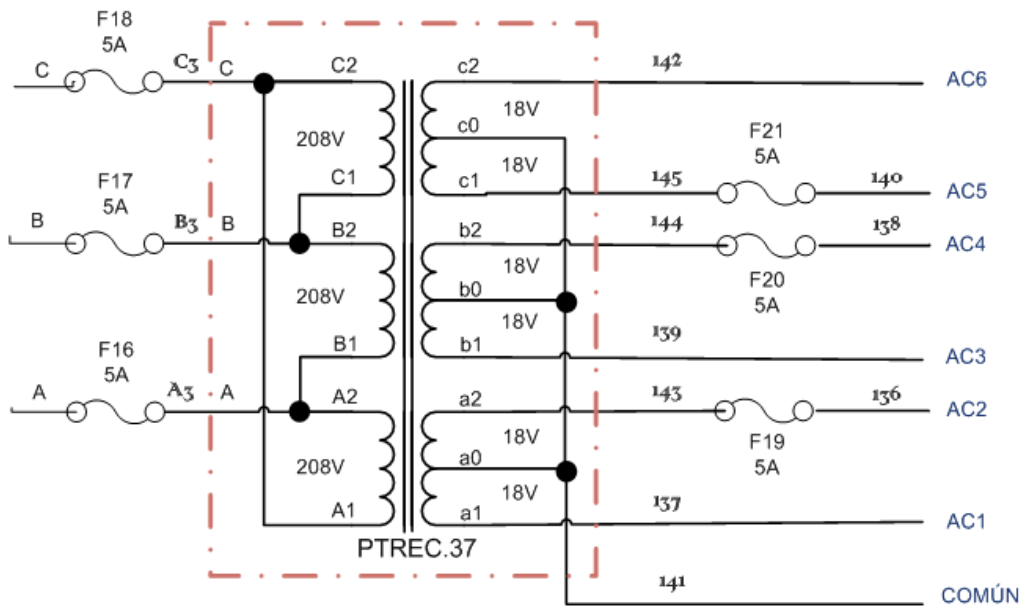 F18
5A
C C3 C C2 c2 142 AC6
18V
208V c0 F21
18V 5A
C1 c1 145 140 AC5
F17
5A
B B3 B B2 b2 144 138 AC4
18V F20
208V b0 5A
18V
B1 b1 139 AC3
F16
5A
A A3 A A2 a2 143 136 AC2
18V F19
208V a0 5A
18V
A1 a1 137 AC1
PTREC.37
141 COMÚN